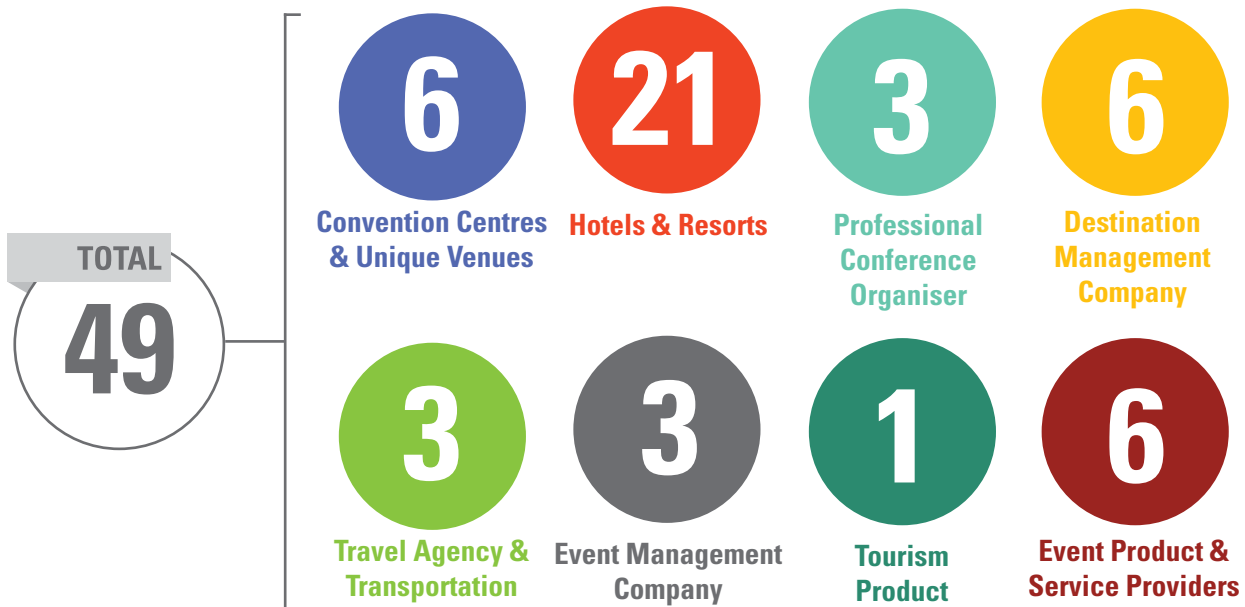 TOTAL
49
6
Convention Centres
& Unique Venues
21
Hotels & Resorts
3
Professional
Conference
Organiser
6
Destination
Management
Company
3
Travel Agency &
Transportation
3
Event Management
Company
1
Tourism
Product
6
Event Product &
Service Providers